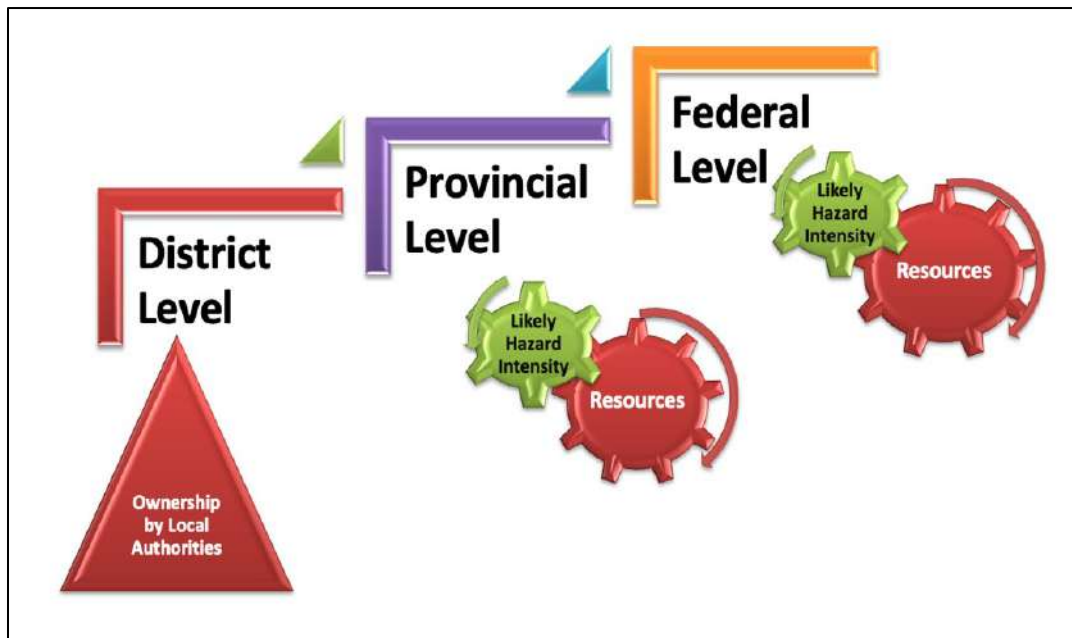 District
Level
Provincial
Level
Federal
Level
Ownership
by Local
Authorities
Likely
Hazard
Intensity
Resources
Likely
Hazard
Intensity
Resources